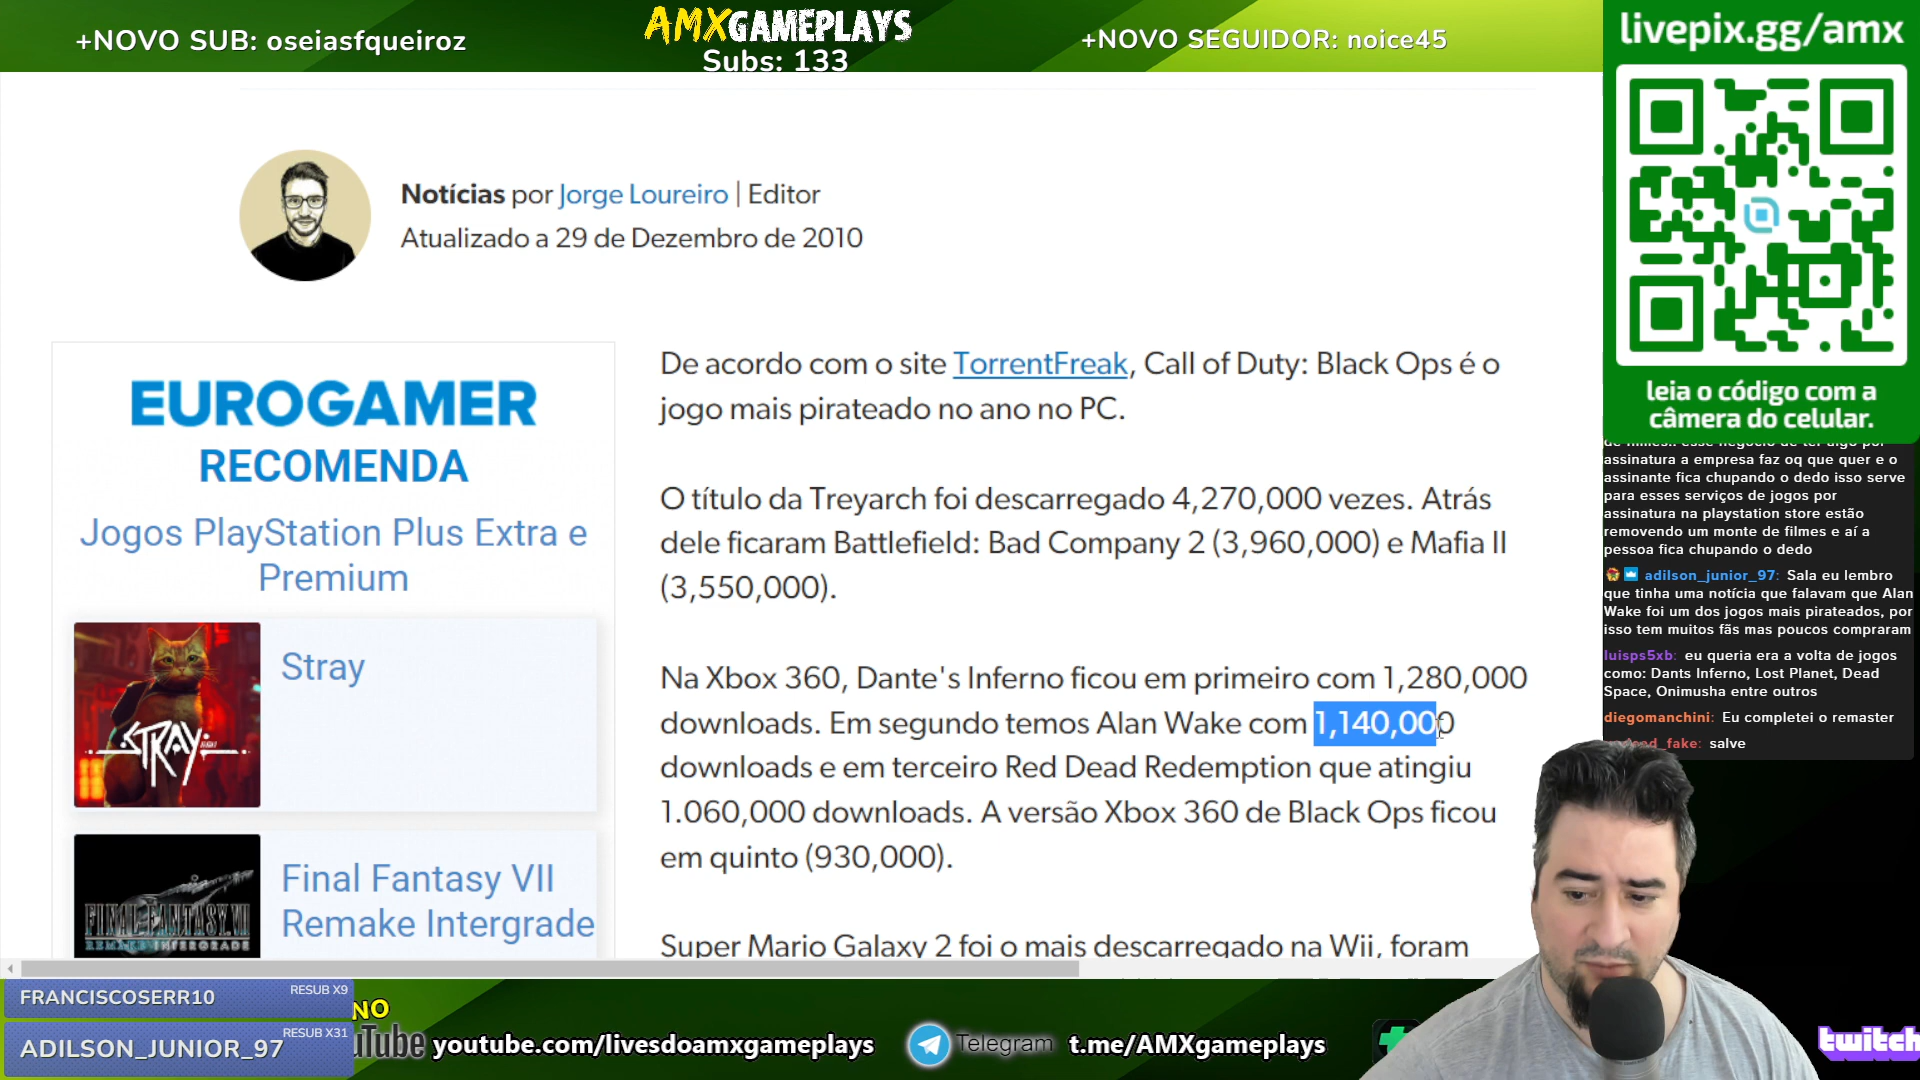 +NOVO SUB: oseiasfqueiroz
AMXGAMEPLAYS
Subs: 133
+NOVO SEGUIDOR: noice45
livepix.gg/amx
leia o código com a
câmera do celular.
Notícias por Jorge Loureiro | Editor
Atualizado a 29 de Dezembro de 2010
EUROGAMER
RECOMENDA
Jogos PlayStation Plus Extra e
Premium
STRAY
Stray
FINAL FANTASY VII
REMAKE INTERGRADE
Final Fantasy VII
Remake Intergrade
De acordo com o site TorrentFreak, Call of Duty: Black Ops é o
jogo mais pirateado no ano no PC.
O título da Treyarch foi descarregado 4,270,000 vezes. Atrás
dele ficaram Battlefield: Bad Company 2 (3,960,000) e Mafia II
(3,550,000).
Na Xbox 360, Dante's Inferno ficou em primeiro com 1,280,000
downloads. Em segundo temos Alan Wake com 1,140,000
downloads e em terceiro Red Dead Redemption que atingiu
1.060,000 downloads. A versão Xbox 360 de Black Ops ficou
em quinto (930,000).
Super Mario Galaxy 2 foi o mais descarregado na Wii, foram
assinatura a empresa faz oq que quer e o
assinante fica chupando o dedo isso serve
para esses serviços de jogos por
assinatura na playstation store estão
removendo um monte de filmes e aí a
pessoa fica chupando o dedo
adilson_junior_97: Sala eu lembro
que tinha uma notícia que falavam que Alan
Wake foi um dos jogos mais pirateados, por
isso tem muitos fãs mas poucos compraram
luisps5xb: eu queria era a volta de jogos
como: Dants Inferno, Lost Planet, Dead
Space, Onimusha entre outros
diegomanchini: Eu completei o remaster
_fake: salve
FRANCISCOSERR10 RESUB X9
ADILSON_JUNIOR_97 RESUB X31
NO
uTube
youtube.com/livesdoamxgameplays
Telegram
t.me/AMXgameplays
twitch